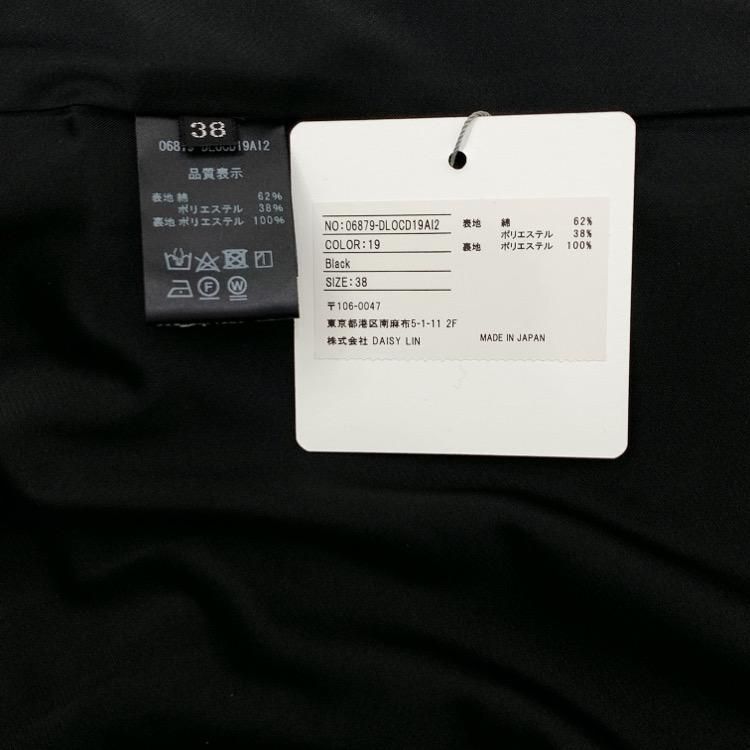 38
06879-DLOCD19AI2
品質表示
表地 綿 62%
ポリエステル 38%
裏地 ポリエステル 100%
F W
NO:06879-DLOCD19AI2
COLOR:19
Black
SIZE:38
表地 綿 62%
ポリエステル 38%
裏地 ポリエステル 100%
〒106-0047
東京都港区南麻布5-1-11 2F
株式会社 DAISY LIN MADE IN JAPAN